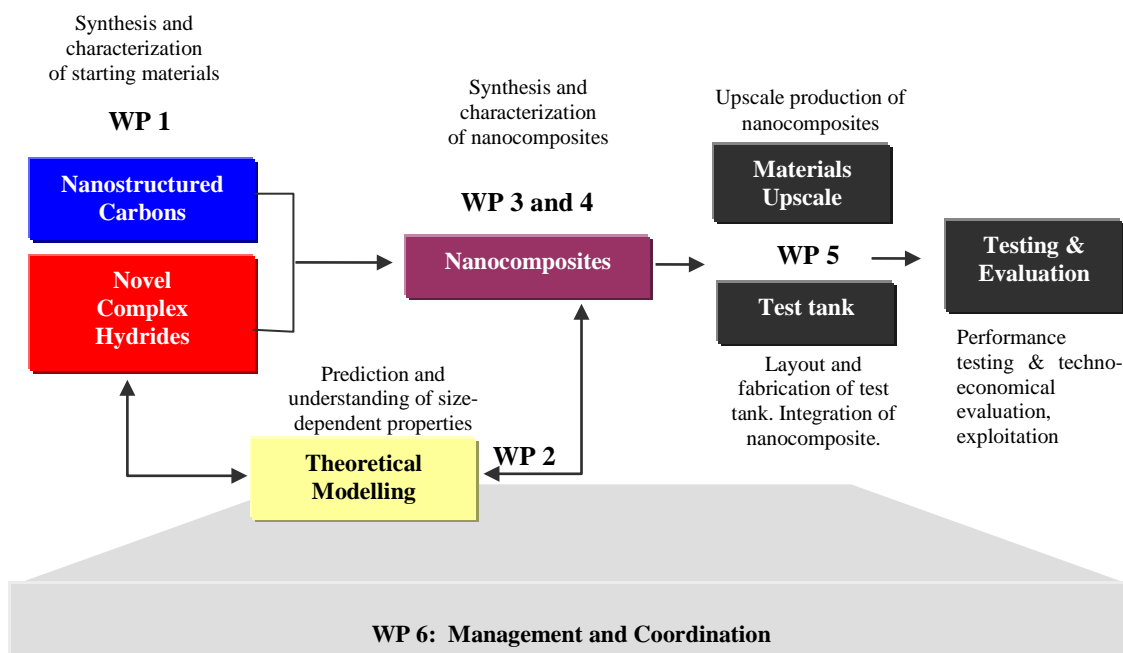 Synthesis and
characterization
of starting materials
WP 1
Nanostructured
Carbons
Novel
Complex
Hydrides
Synthesis and
characterization
of nanocomposites
WP 3 and 4
Nanocomposites
Upscale production of
nanocomposites
Materials
Upscale
WP 5
Test tank
Layout and
fabrication of test
tank. Integration of
nanocomposite.
Testing &
Evaluation
Performance
testing & techno-
economical
evaluation,
exploitation
Prediction and
understanding of size-
dependent properties
WP 2
Theoretical
Modelling
WP 6: Management and Coordination